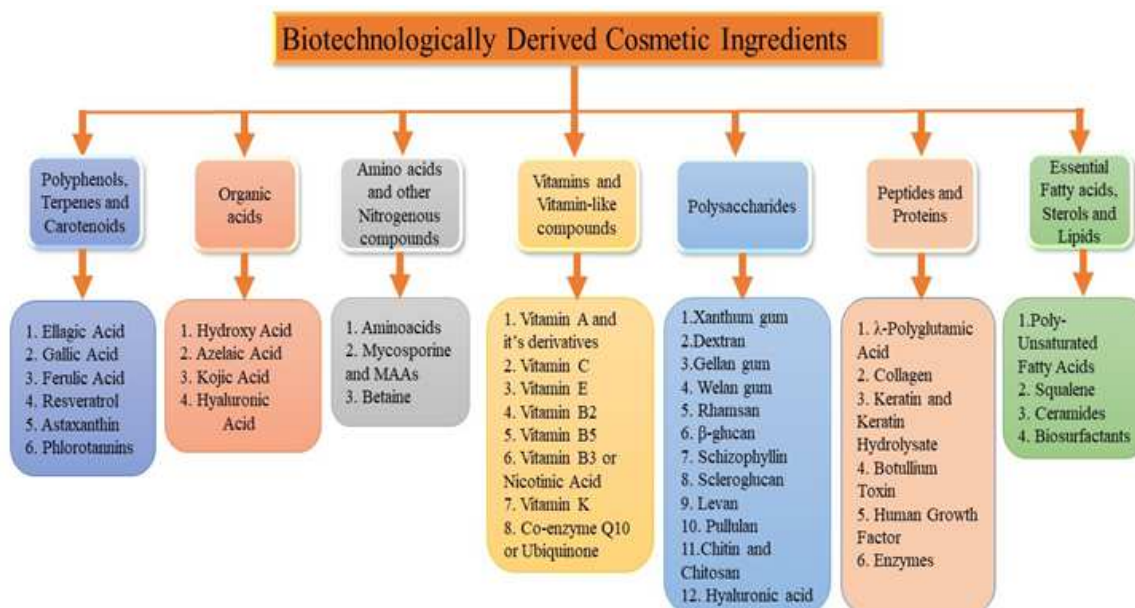 Biotechnologically Derived Cosmetic Ingredients
Polyphenols,
Terpenes and
Carotenoids
Organic
acids
Amino acids
and other
Nitrogenous
compounds
Vitamins and
Vitamin-like
compounds
Polysaccharides
Peptides and
Proteins
Essential
Fatty acids,
Sterols and
Lipids
1. Ellagic Acid
2. Gallic Acid
3. Ferulic Acid
4. Resveratrol
5. Astaxanthin
6. Phlorotannins
1. Hydroxy Acid
2. Azelaic Acid
3. Kojic Acid
4. Hyaluronic
Acid
1. Aminoacids
2. Mycosporine
and MAAs
3. Betaine
1. Vitamin A and
it's derivatives
2. Vitamin C
3. Vitamin E
4. Vitamin B2
5. Vitamin B5
6. Vitamin B3 or
Nicotinic Acid
7. Vitamin K
8. Co-enzyme Q10
or Ubiquinone
1.Xanthum gum
2.Dextran
3.Gellan gum
4. Welan gum
5. Rhamsan
6. β-glucan
7. Schizophyllin
8. Scleroglucan
9. Levan
10. Pullulan
11.Chitin and
Chitosan
12. Hyaluronic acid
1. λ-Polyglutamic
Acid
2. Collagen
3. Keratin and
Keratin
Hydrolysate
4. Botullium
Toxin
5. Human Growth
Factor
6. Enzymes
1.Poly-
Unsaturated
Fatty Acids
2. Squalene
3. Ceramides
4. Biosurfactants